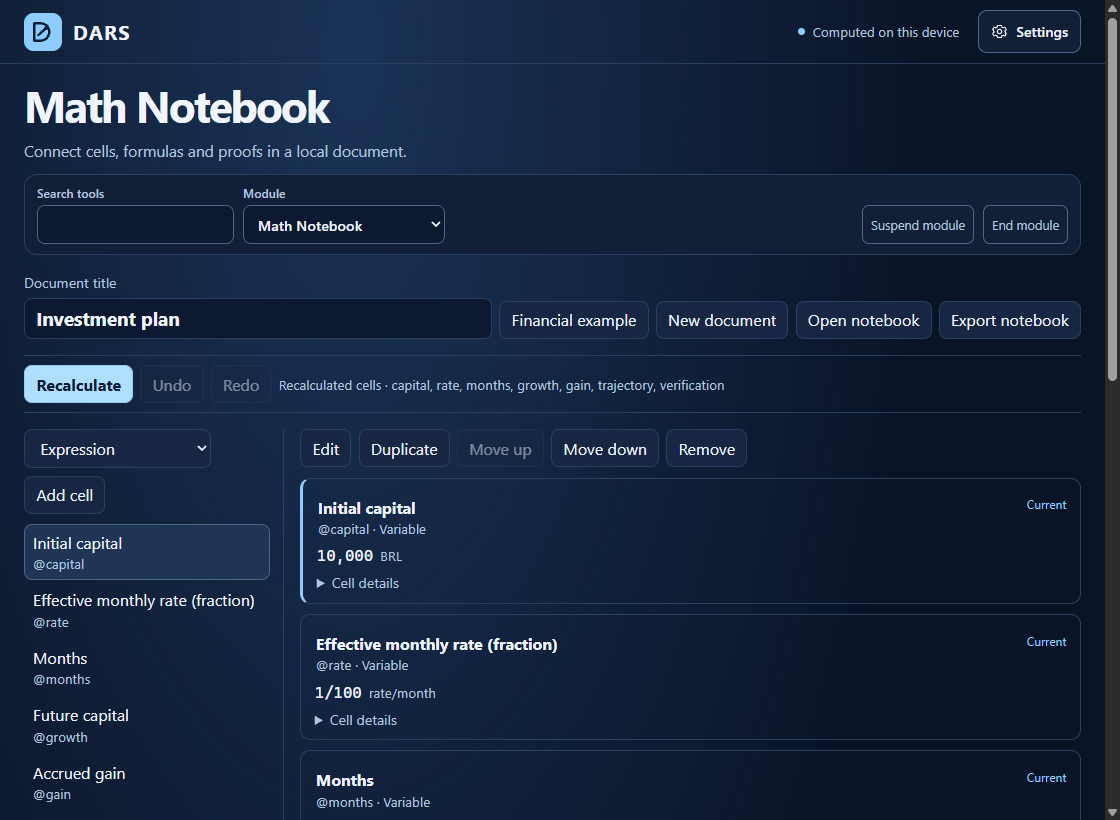 DARS
Computed on this device
Settings
Math Notebook
Connect cells, formulas and proofs in a local document.
Search tools
Module
Math Notebook
Suspend module
End module
Document title
Investment plan
Financial example
New document
Open notebook
Export notebook
Recalculate
Undo
Redo
Recalculated cells · capital, rate, months, growth, gain, trajectory, verification
Expression
Add cell
Initial capital
@capital
Effective monthly rate (fraction)
@rate
Months
@months
Future capital
@growth
Accrued gain
@gain
Edit
Duplicate
Move up
Move down
Remove
Initial capital
Current
@capital · Variable
10,000 BRL
▶ Cell details
Effective monthly rate (fraction)
Current
@rate · Variable
1/100 rate/month
▶ Cell details
Months
Current
@months · Variable